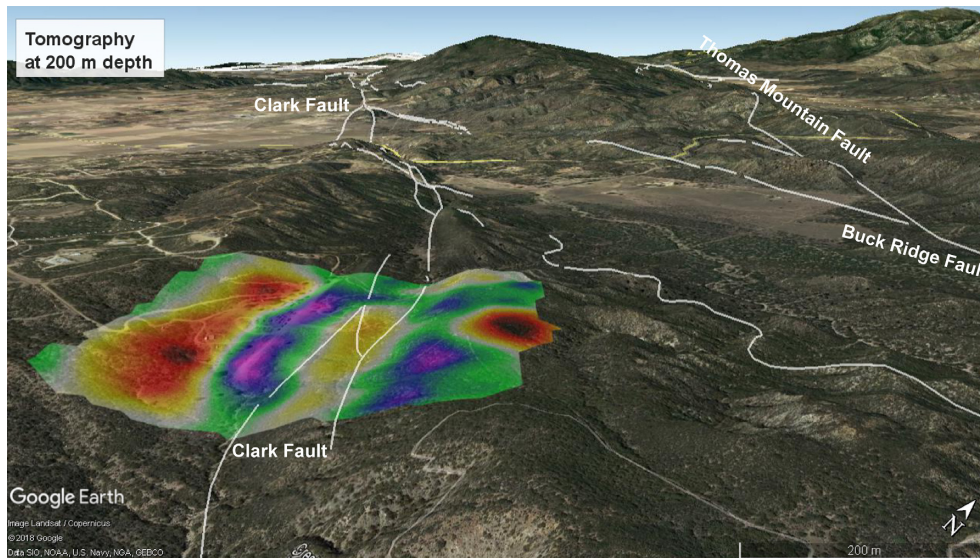 Tomography
at 200 m depth
Thomas Mountain Fault
Clark Fault
Buck Ridge Faul
Clark Fault
Google Earth
Image Landsat / Copernicus
©2018 Google
Data SIO, NOAA, U.S. Navy, NGA, GEBCO
N
200 m